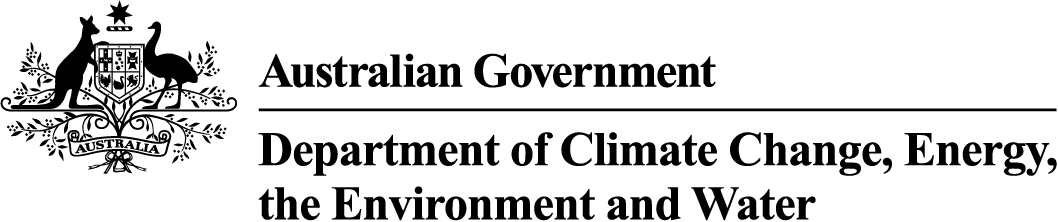 AUSTRALIA
Australian Government
Department of Climate Change, Energy,
the Environment and Water